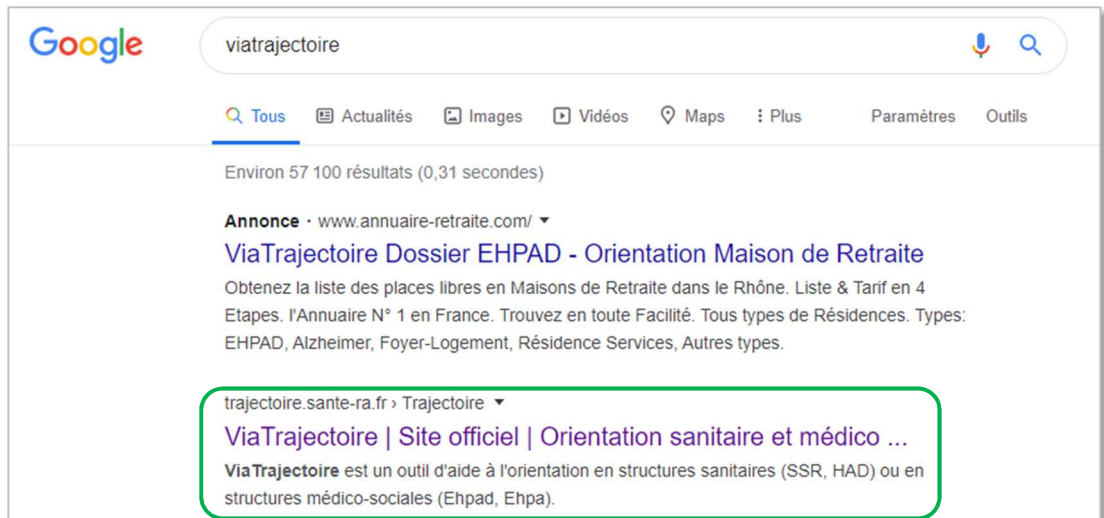 Google
viatrajectoire
Tous Actualités Images Vidéos Maps Plus Paramètres Outils
Environ 57 100 résultats (0,31 secondes)
Annonce · www.annuaire-retraite.com/
ViaTrajectoire Dossier EHPAD - Orientation Maison de Retraite
Obtenez la liste des places libres en Maisons de Retraite dans le Rhône. Liste & Tarif en 4
Etapes. l'Annuaire N° 1 en France. Trouvez en toute Facilité. Tous types de Résidences. Types:
EHPAD, Alzheimer, Foyer-Logement, Résidence Services, Autres types.
trajectoire.sante-ra.fr › Trajectoire
ViaTrajectoire | Site officiel | Orientation sanitaire et médico ...
ViaTrajectoire est un outil d'aide à l'orientation en structures sanitaires (SSR, HAD) ou en
structures médico-sociales (Ehpad, Ehpa).